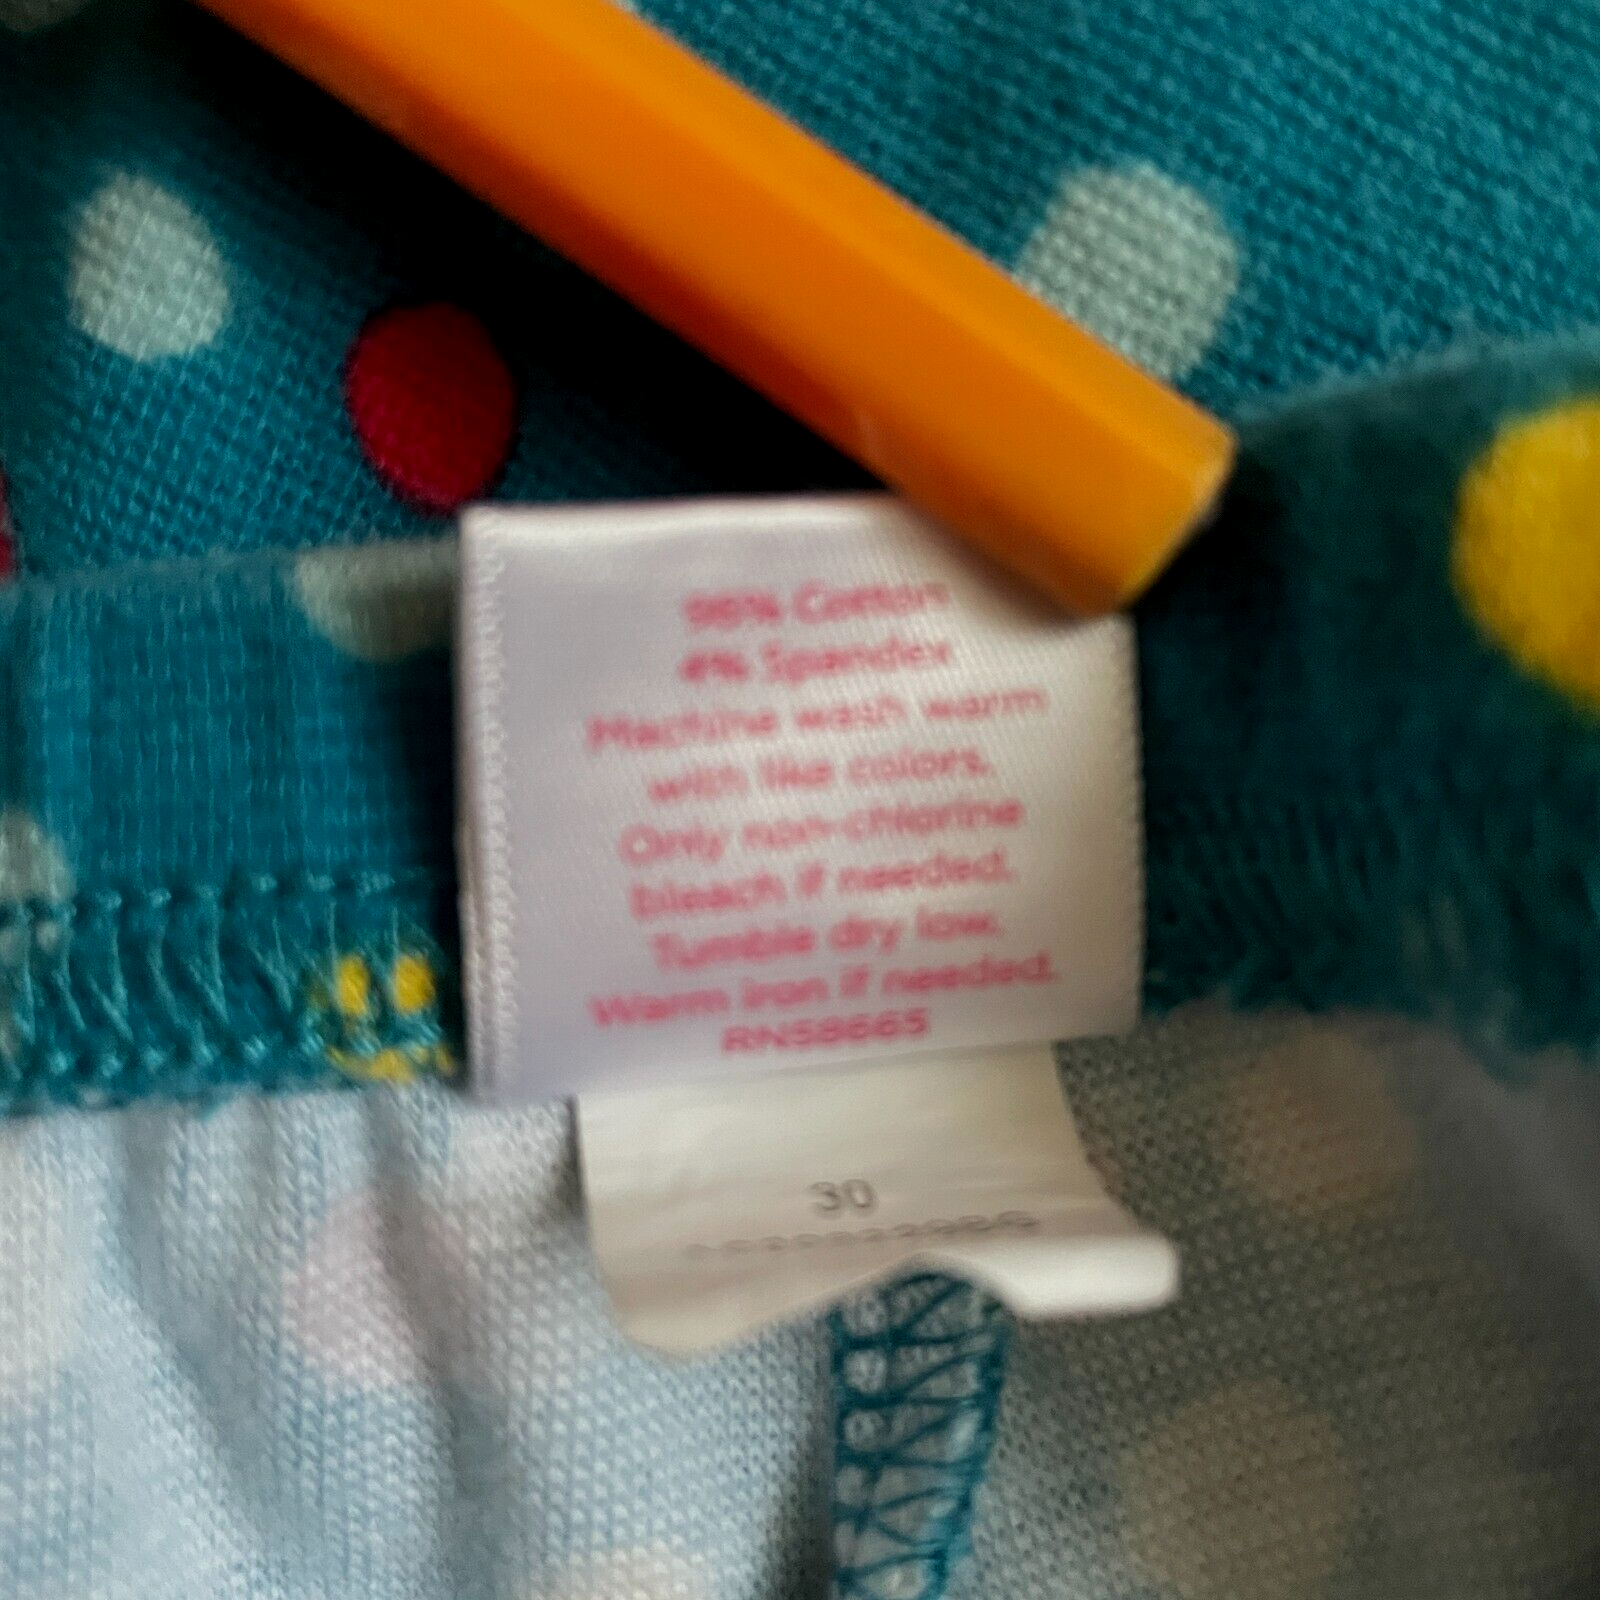 96% Cotton
4% Spandex
Machine wash warm
with like colors.
Only non-chlorine
bleach if needed.
Tumble dry low.
Warm iron if needed.
RN58665
30